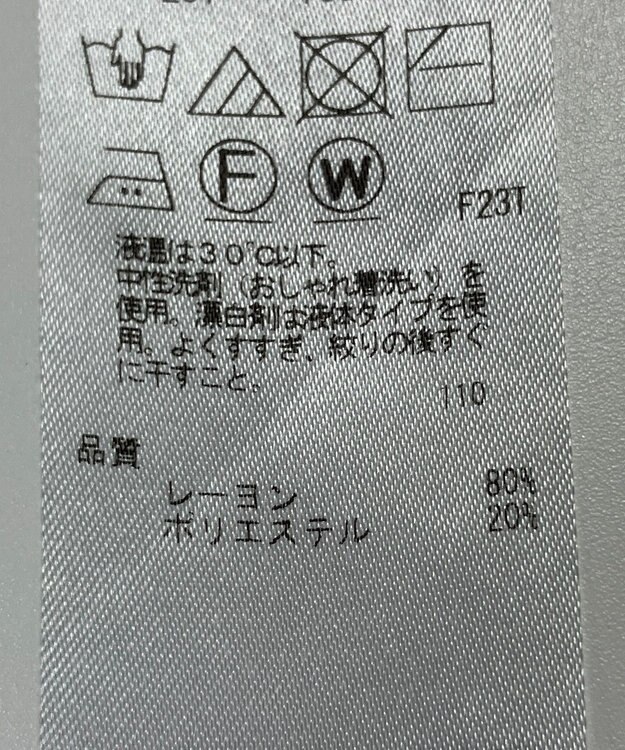 F
W
F23T
液温は30℃以下。
中性洗剤(おしゃれ着洗い)を
使用。漂白剤は液体タイプを使
用。よくすすぎ、絞りの後すぐ
に干すこと。
110
品質
レーヨン 80%
ポリエステル 20%